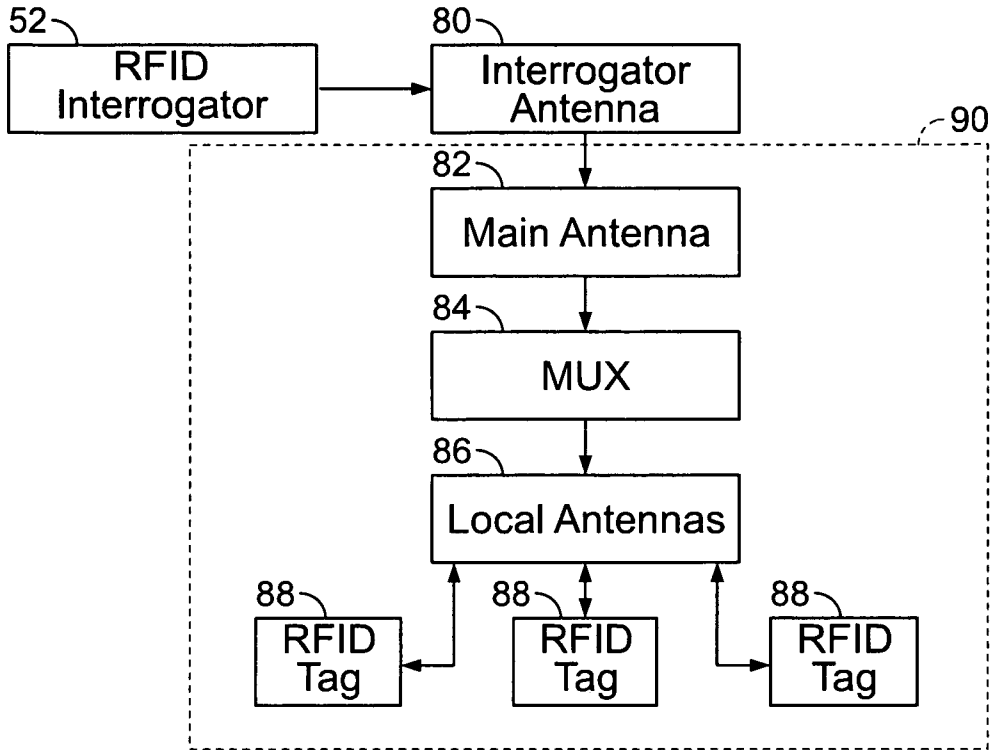 52
RFID
Interrogator
80
Interrogator
Antenna
90
82
Main Antenna
84
MUX
86
Local Antennas
88
RFID
Tag
88
RFID
Tag
88
RFID
Tag